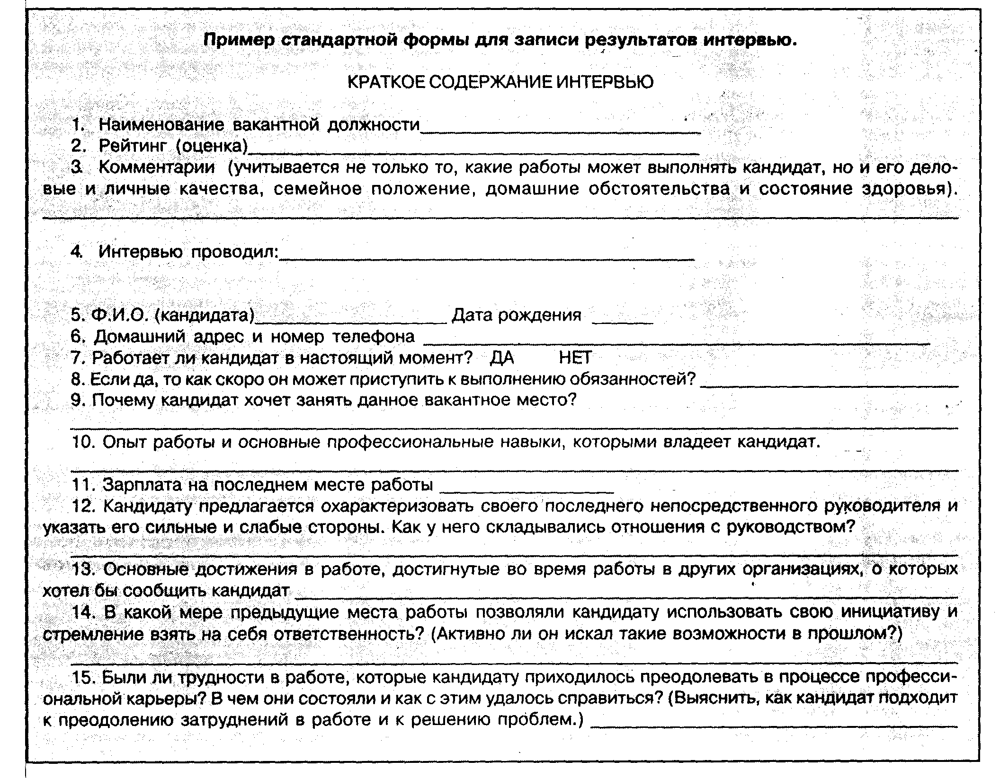 Пример стандартной формы для записи результатов интервью.
КРАТКОЕ СОДЕРЖАНИЕ ИНТЕРВЬЮ
1. Наименование вакантной должности
2. Рейтинг (оценка)
3. Комментарии (учитывается не только то, какие работы может выполнять кандидат, но и его дело-
вые и личные качества, семейное положение, домашние обстоятельства и состояние здоровья).
4. Интервью проводил:
5. Ф.И.О. (кандидата) Дата рождения
6. Домашний адрес и номер телефона
7. Работает ли кандидат в настоящий момент? ДА НЕТ
8. Если да, то как скоро он может приступить к выполнению обязанностей?
9. Почему кандидат хочет занять данное вакантное место?
10. Опыт работы и основные профессиональные навыки, которыми владеет кандидат.
11. Зарплата на последнем месте работы
12. Кандидату предлагается охарактеризовать своего последнего непосредственного руководителя и
указать его сильные и слабые стороны. Как у него складывались отношения с руководством?
13. Основные достижения в работе, достигнутые во время работы в других организациях, о которых
хотел бы сообщить кандидат
14. В какой мере предыдущие места работы позволяли кандидату использовать свою инициативу и
стремление взять на себя ответственность? (Активно ли он искал такие возможности в прошлом?)
15. Были ли трудности в работе, которые кандидату приходилось преодолевать в процессе професси-
ональной карьеры? В чем они состояли и как с этим удалось справиться? (Выяснить, как кандидат подходит
к преодолению затруднений в работе и к решению проблем.)